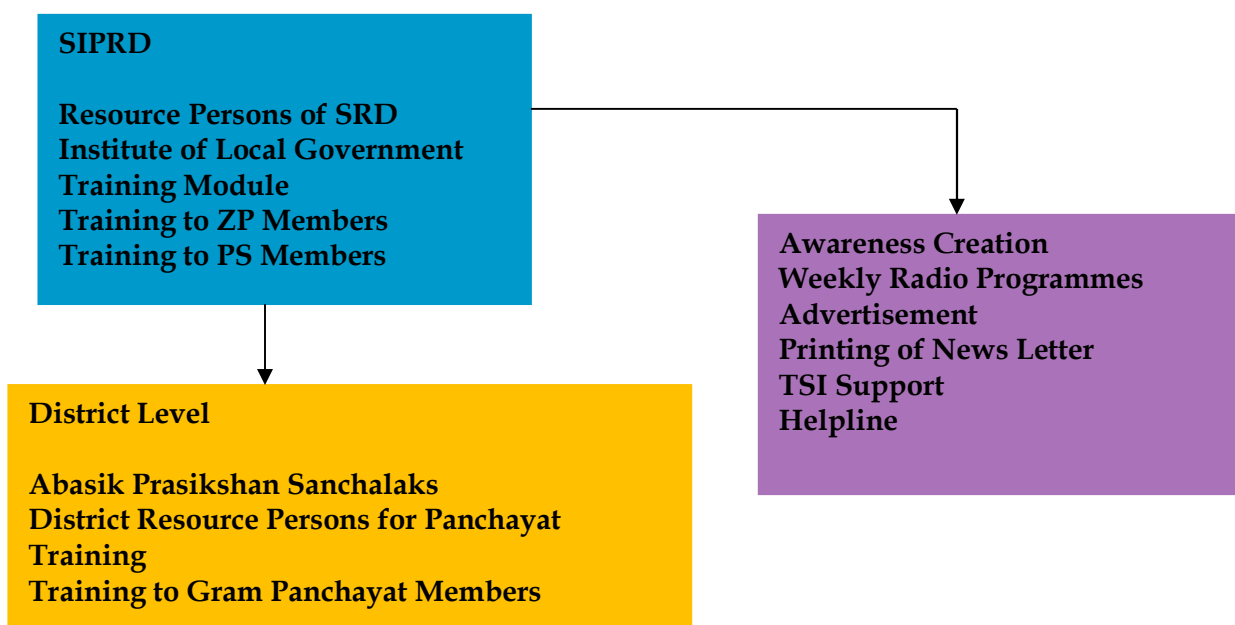 SIPRD
Resource Persons of SRD
Institute of Local Government
Training Module
Training to ZP Members
Training to PS Members
Awareness Creation
Weekly Radio Programmes
Advertisement
Printing of News Letter
TSI Support
Helpline
District Level
Abasik Prasikshan Sanchalaks
District Resource Persons for Panchayat
Training
Training to Gram Panchayat Members